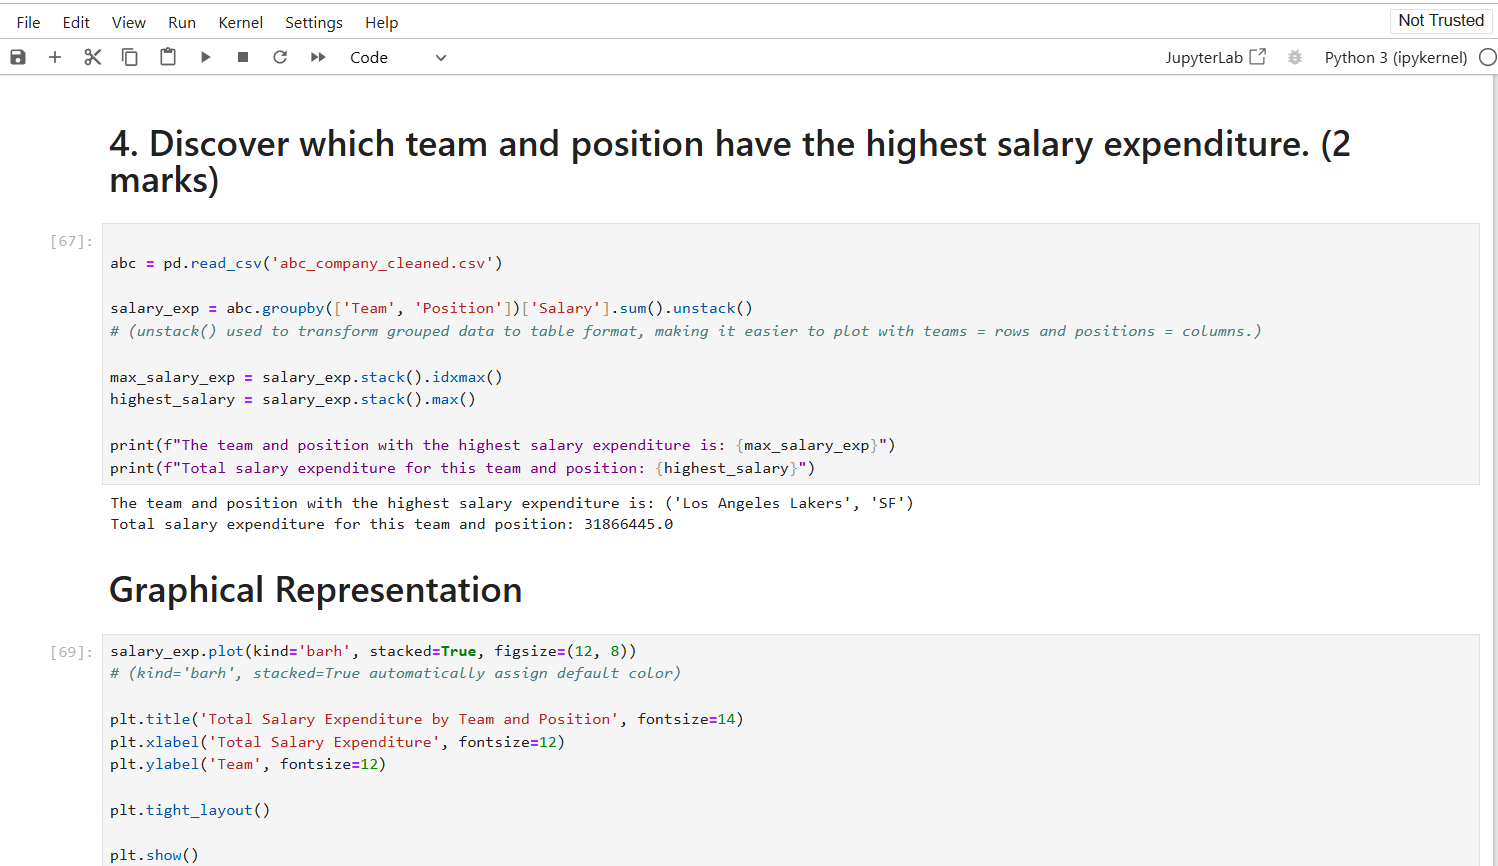 File Edit View Run Kernel Settings Help
Not Trusted
Code
JupyterLab
Python 3 (ipykernel)
4. Discover which team and position have the highest salary expenditure. (2
marks)
[67]:
abc = pd.read_csv('abc_company_cleaned.csv')
salary_exp = abc.groupby(['Team', 'Position'])['Salary'].sum().unstack()
# (unstack() used to transform grouped data to table format, making it easier to plot with teams = rows and positions = columns.)
max_salary_exp = salary_exp.stack().idxmax()
highest_salary = salary_exp.stack().max()
print(f"The team and position with the highest salary expenditure is: {max_salary_exp}")
print(f"Total salary expenditure for this team and position: {highest_salary}")
The team and position with the highest salary expenditure is: ('Los Angeles Lakers', 'SF')
Total salary expenditure for this team and position: 31866445.0
Graphical Representation
[69]:
salary_exp.plot(kind='barh', stacked=True, figsize=(12, 8))
# (kind='barh', stacked=True automatically assign default color)
plt.title('Total Salary Expenditure by Team and Position', fontsize=14)
plt.xlabel('Total Salary Expenditure', fontsize=12)
plt.ylabel('Team', fontsize=12)
plt.tight_layout()
plt.show()